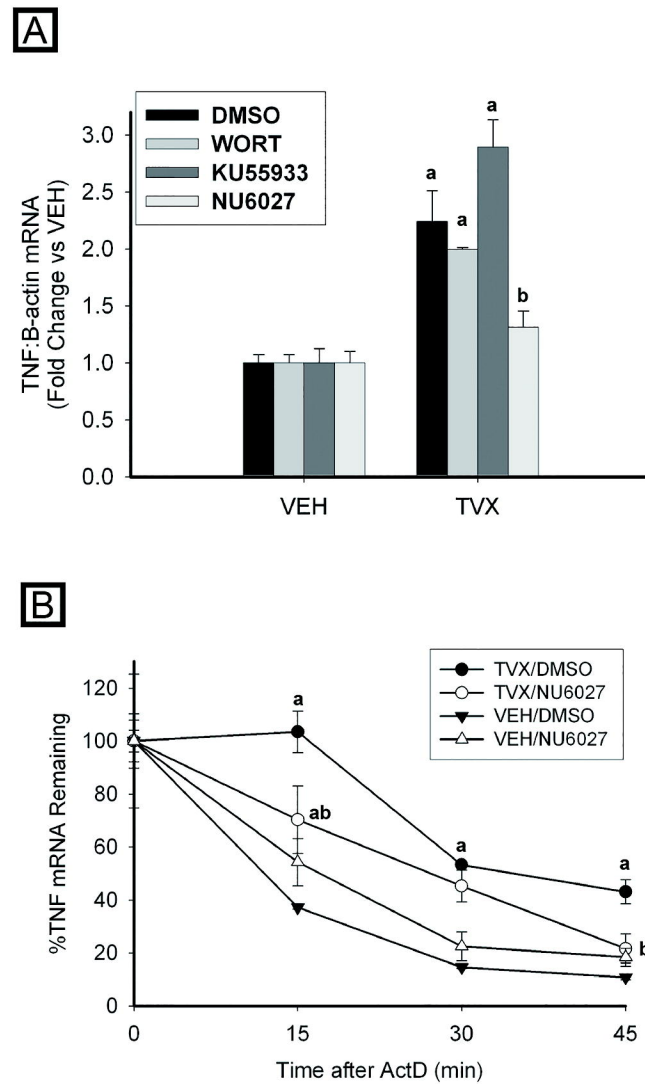 A
DMSO
WORT
KU55933
NU6027
TNF:B-actin mRNA
(Fold Change vs VEH)
3.0
2.5
2.0
1.5
1.0
0.5
0.0
a
a
a
b
VEH
TVX
B
TVX/DMSO
TVX/NU6027
VEH/DMSO
VEH/NU6027
%TNF mRNA Remaining
120
100
80
60
40
20
0
a
ab
a
a
b
0
15
30
45
Time after ActD (min)